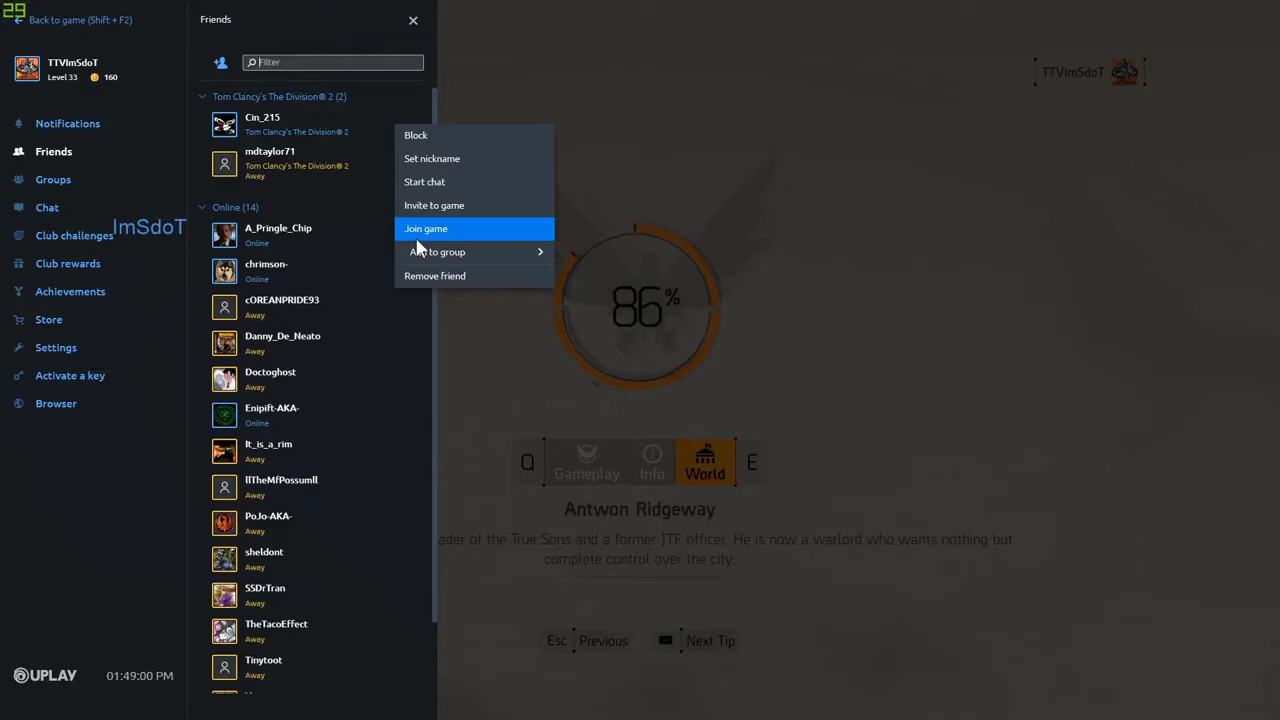 29
Back to game (Shift + F2)
Friends
TTVImSdoT
Level 33
160
Filter
TTVImSdoT
Tom Clancy's The Division® 2 (2)
Cin_215
Tom Clancy's The Division® 2
mdtaylor71
Tom Clancy's The Division® 2
Away
Notifications
Friends
Groups
Chat
ImSdoT
Club challenges
Club rewards
Achievements
Store
Settings
Activate a key
Browser
Block
Set nickname
Start chat
Invite to game
Join game
to group
Remove friend
Online (14)
A_Pringle_Chip
Online
chrimson-
Online
cOREANPRIDE93
Away
Danny_De_Neato
Away
Doctoghost
Away
Enipift-AKA-
Online
It_is_a_rim
Away
llTheMfPossumll
Away
PoJo-AKA-
Away
sheldont
Away
SSDrTran
Away
TheTacoEffect
Away
Tinytoot
Away
86%
Q Gameplay Info World E
Antwon Ridgeway
ader of the True Sons and a former JTF officer. He is now a warlord who wants nothing but
complete control over the city.
Esc Previous Next Tip
UPLAY 01:49:00 PM